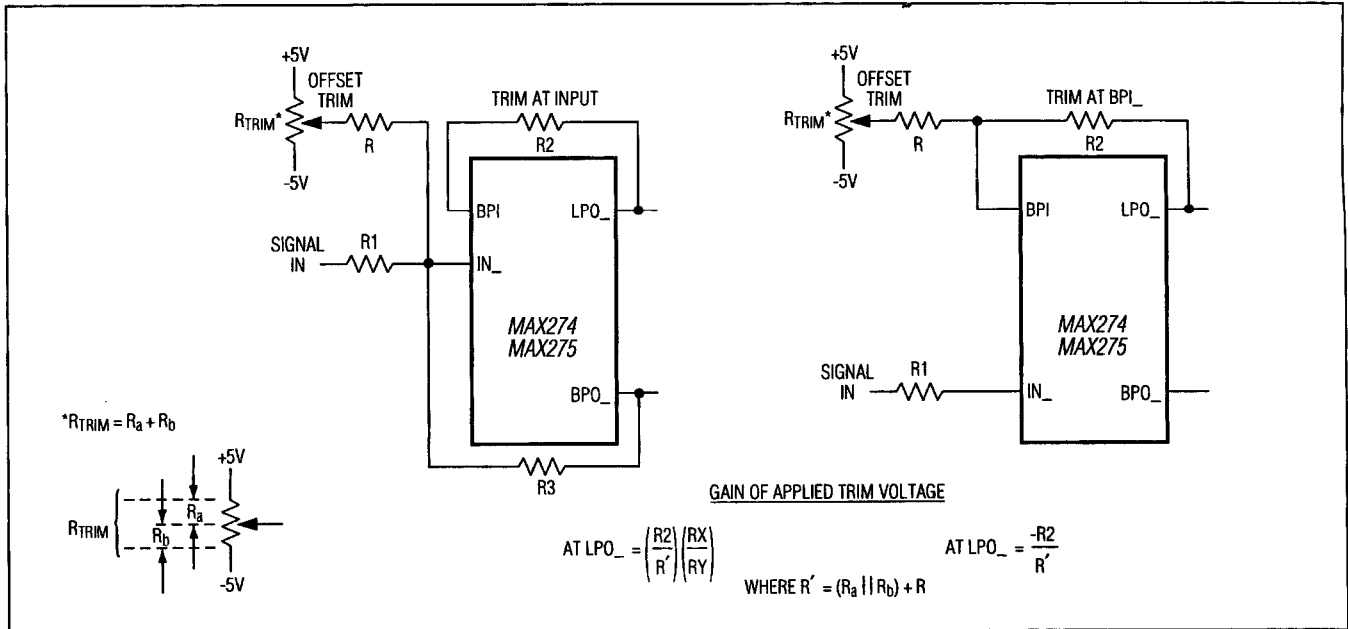 +5V
OFFSET
TRIM
RTRIM*
R
-5V
TRIM AT INPUT
R2
BPI
LPO_
SIGNAL
IN
R1
IN_
MAX274
MAX275
BPO_
R3
+5V
OFFSET
TRIM
RTRIM*
R
-5V
TRIM AT BPI_
R2
BPI
LPO_
MAX274
MAX275
SIGNAL
IN
R1
IN_
BPO_
*RTRIM = Ra + Rb
+5V
RTRIM
Ra
Rb
-5V
GAIN OF APPLIED TRIM VOLTAGE
AT LPO_ = (R2/R′)(RX/RY)
AT LPO_ = -R2/R′
WHERE R′ = (Ra || Rb) + R